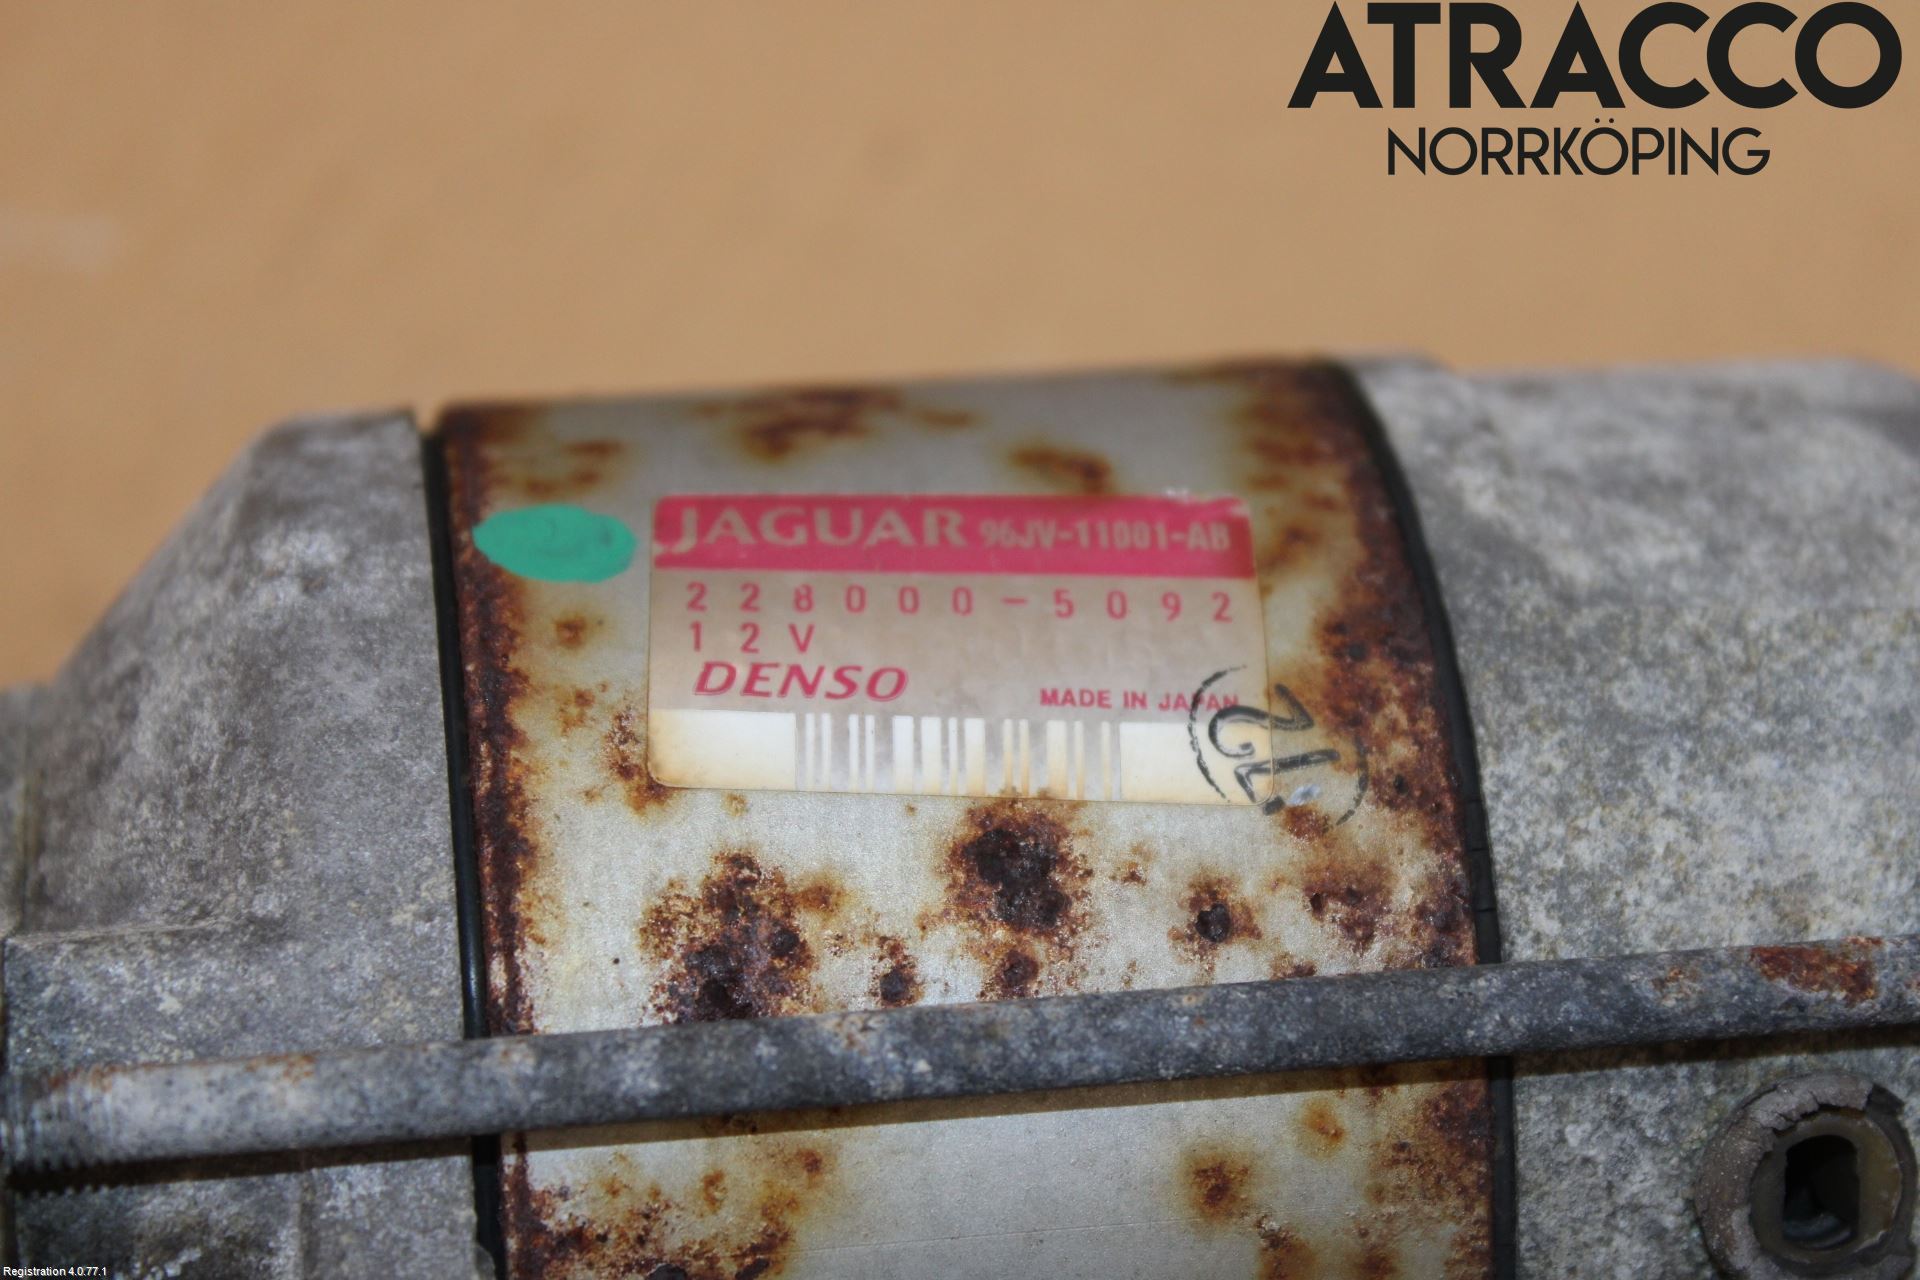 ATRACCO
NORRKÖPING
JAGUAR 96JV-11001-AB
228000-5092
12V
DENSO
MADE IN JAPAN
Registration 4.0.77.1